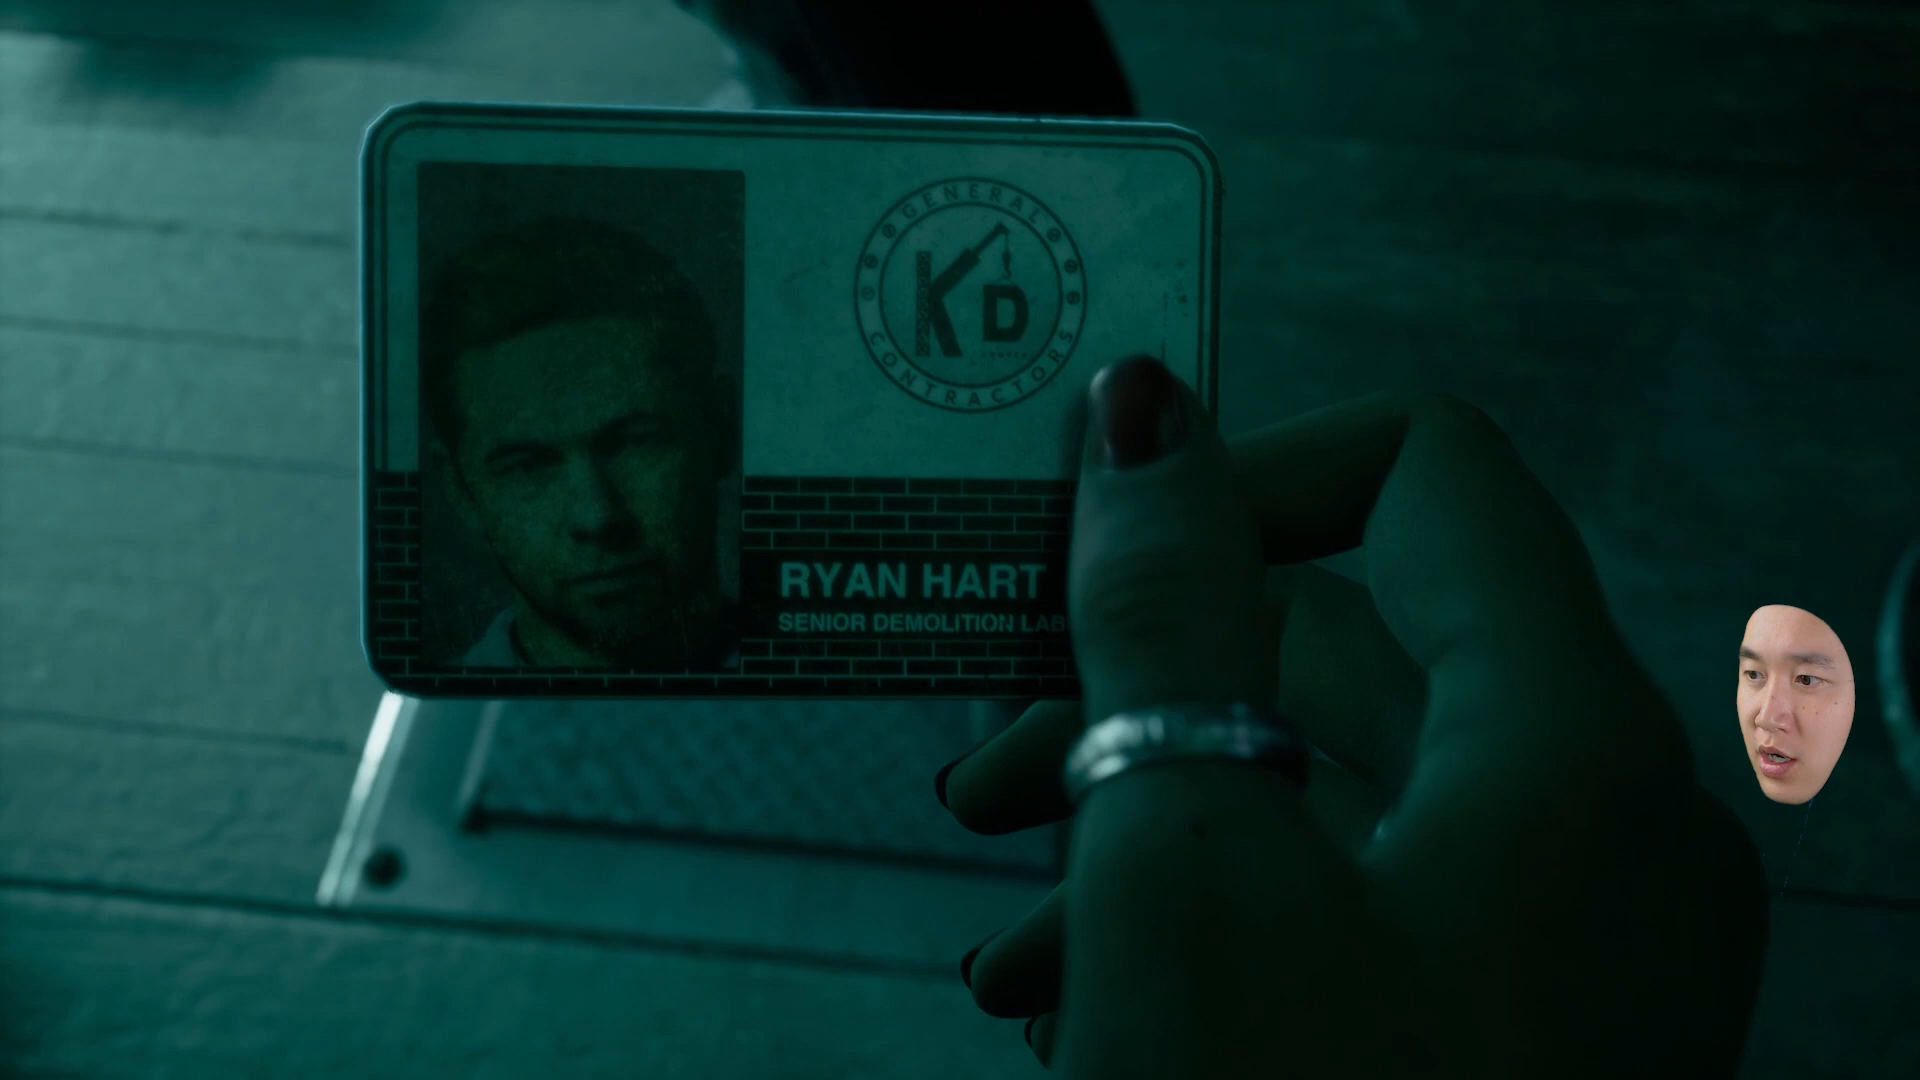 GENERAL
KD
CONTRACTORS
RYAN HART
SENIOR DEMOLITION LAB